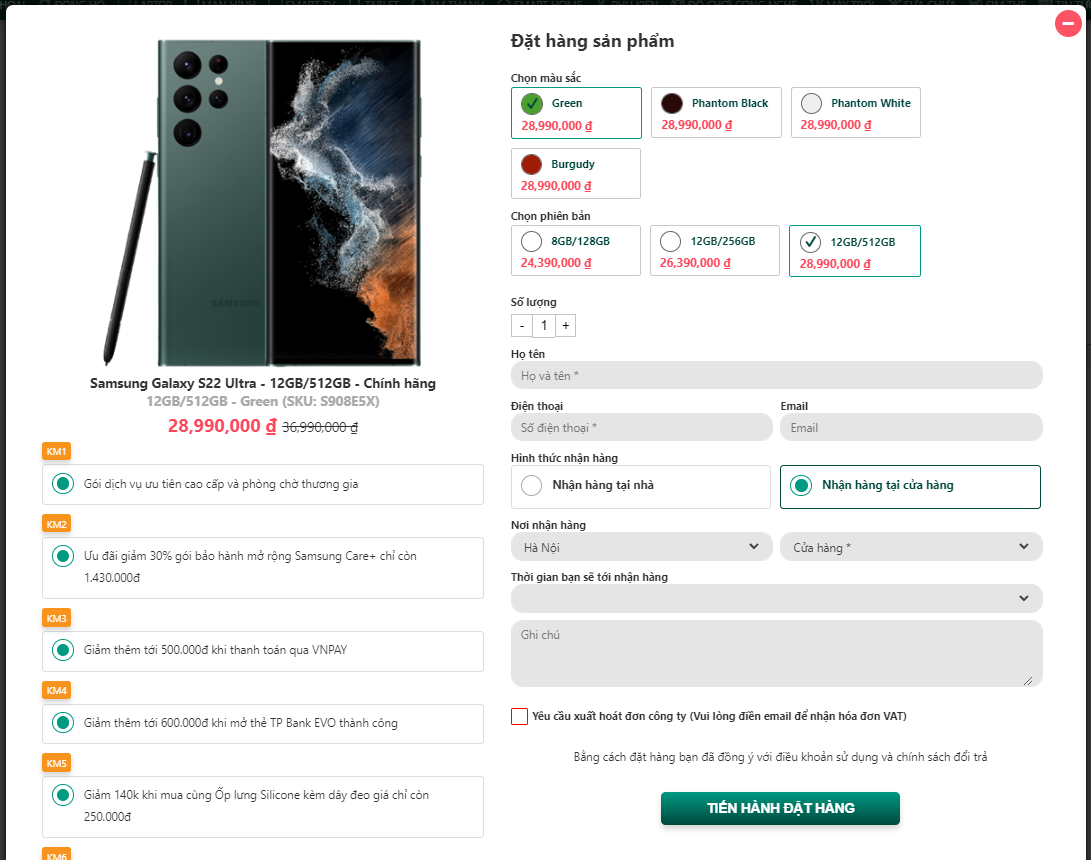 Đặt hàng sản phẩm
Chọn màu sắc
Green
28,990,000 ₫
Phantom Black
28,990,000 ₫
Phantom White
28,990,000 ₫
Burgudy
28,990,000 ₫
Chọn phiên bản
8GB/128GB
24,390,000 ₫
12GB/256GB
26,390,000 ₫
12GB/512GB
28,990,000 ₫
Số lượng
- 1 +
Họ tên
Họ và tên *
Điện thoại
Số điện thoại *
Email
Email
Hình thức nhận hàng
Nhận hàng tại nhà
Nhận hàng tại cửa hàng
Nơi nhận hàng
Hà Nội
Cửa hàng *
Thời gian bạn sẽ tới nhận hàng
Ghi chú
Yêu cầu xuất hoát đơn công ty (Vui lòng điền email để nhận hóa đơn VAT)
Bằng cách đặt hàng bạn đã đồng ý với điều khoản sử dụng và chính sách đổi trả
TIẾN HÀNH ĐẶT HÀNG
SAMSUNG
Samsung Galaxy S22 Ultra - 12GB/512GB - Chính hãng
12GB/512GB - Green (SKU: S908E5X)
28,990,000 ₫ 36,990,000 ₫
KM1
Gói dịch vụ ưu tiên cao cấp và phòng chờ thương gia
KM2
Ưu đãi giảm 30% gói bảo hành mở rộng Samsung Care+ chỉ còn
1.430.000đ
KM3
Giảm thêm tới 500.000đ khi thanh toán qua VNPAY
KM4
Giảm thêm tới 600.000đ khi mở thẻ TP Bank EVO thành công
KM5
Giảm 140k khi mua cùng Ốp lưng Silicone kèm dây đeo giá chỉ còn
250.000đ
KM6